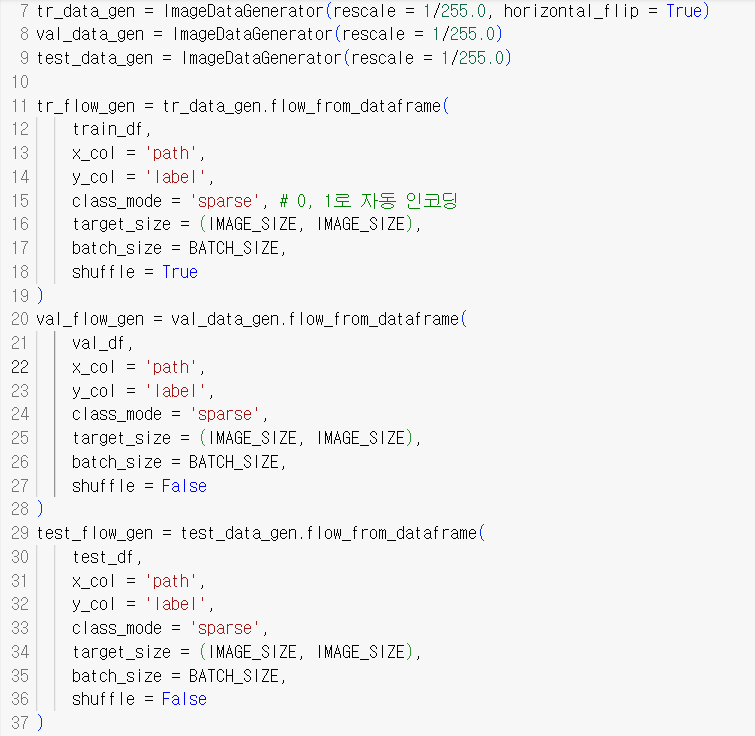 7 tr_data_gen = ImageDataGenerator(rescale = 1/255.0, horizontal_flip = True)
8 val_data_gen = ImageDataGenerator(rescale = 1/255.0)
9 test_data_gen = ImageDataGenerator(rescale = 1/255.0)
10
11 tr_flow_gen = tr_data_gen.flow_from_dataframe(
12     train_df,
13     x_col = 'path',
14     y_col = 'label',
15     class_mode = 'sparse', # 0, 1로 자동 인코딩
16     target_size = (IMAGE_SIZE, IMAGE_SIZE),
17     batch_size = BATCH_SIZE,
18     shuffle = True
19 )
20 val_flow_gen = val_data_gen.flow_from_dataframe(
21     val_df,
22     x_col = 'path',
23     y_col = 'label',
24     class_mode = 'sparse',
25     target_size = (IMAGE_SIZE, IMAGE_SIZE),
26     batch_size = BATCH_SIZE,
27     shuffle = False
28 )
29 test_flow_gen = test_data_gen.flow_from_dataframe(
30     test_df,
31     x_col = 'path',
32     y_col = 'label',
33     class_mode = 'sparse',
34     target_size = (IMAGE_SIZE, IMAGE_SIZE),
35     batch_size = BATCH_SIZE,
36     shuffle = False
37 )